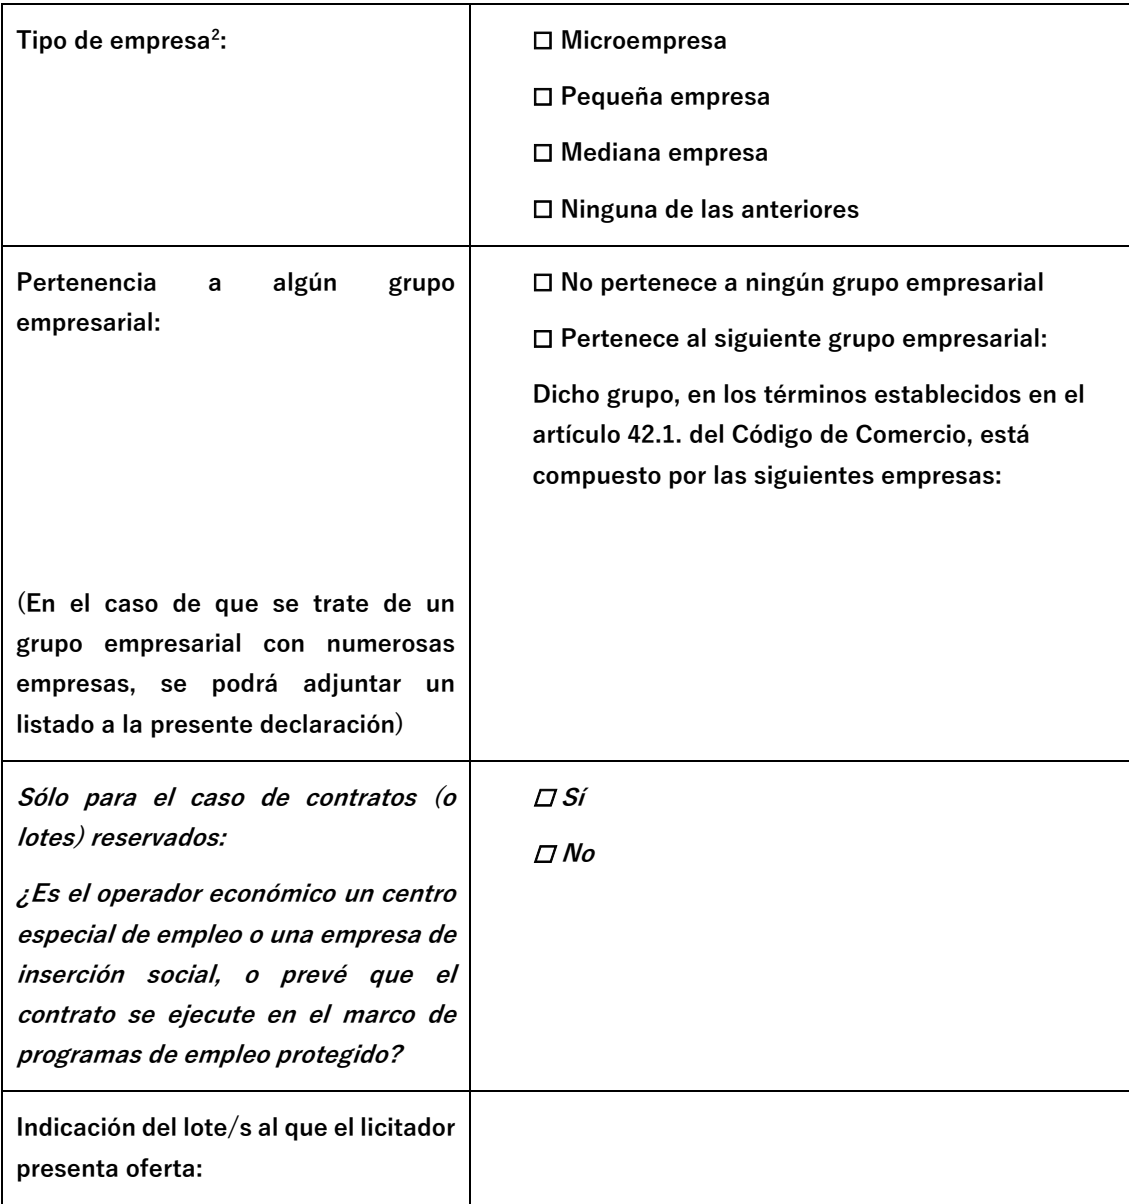 Tipo de empresa²:
☐ Microempresa
☐ Pequeña empresa
☐ Mediana empresa
☐ Ninguna de las anteriores
Pertenencia a algún grupo
empresarial:
(En el caso de que se trate de un
grupo empresarial con numerosas
empresas, se podrá adjuntar un
listado a la presente declaración)
☐ No pertenece a ningún grupo empresarial
☐ Pertenece al siguiente grupo empresarial:
Dicho grupo, en los términos establecidos en el
artículo 42.1. del Código de Comercio, está
compuesto por las siguientes empresas:
Sólo para el caso de contratos (o
lotes) reservados:
¿Es el operador económico un centro
especial de empleo o una empresa de
inserción social, o prevé que el
contrato se ejecute en el marco de
programas de empleo protegido?
☐ Sí
☐ No
Indicación del lote/s al que el licitador
presenta oferta: